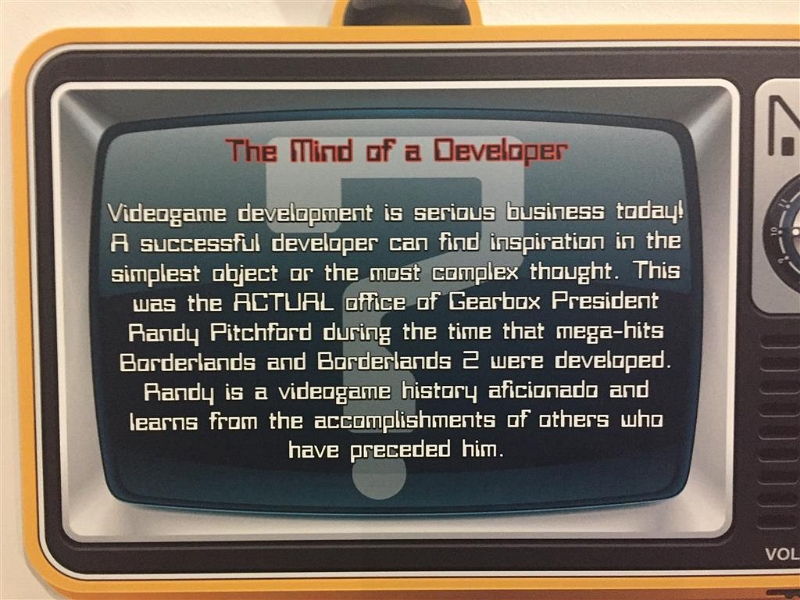 The Mind of a Developer
Videogame development is serious business today!
A successful developer can find inspiration in the
simplest object or the most complex thought. This
was the ACTUAL office of Gearbox President
Randy Pitchford during the time that mega-hits
Borderlands and Borderlands 2 were developed.
Randy is a videogame history aficionado and
learns from the accomplishments of others who
have preceded him.
VOL